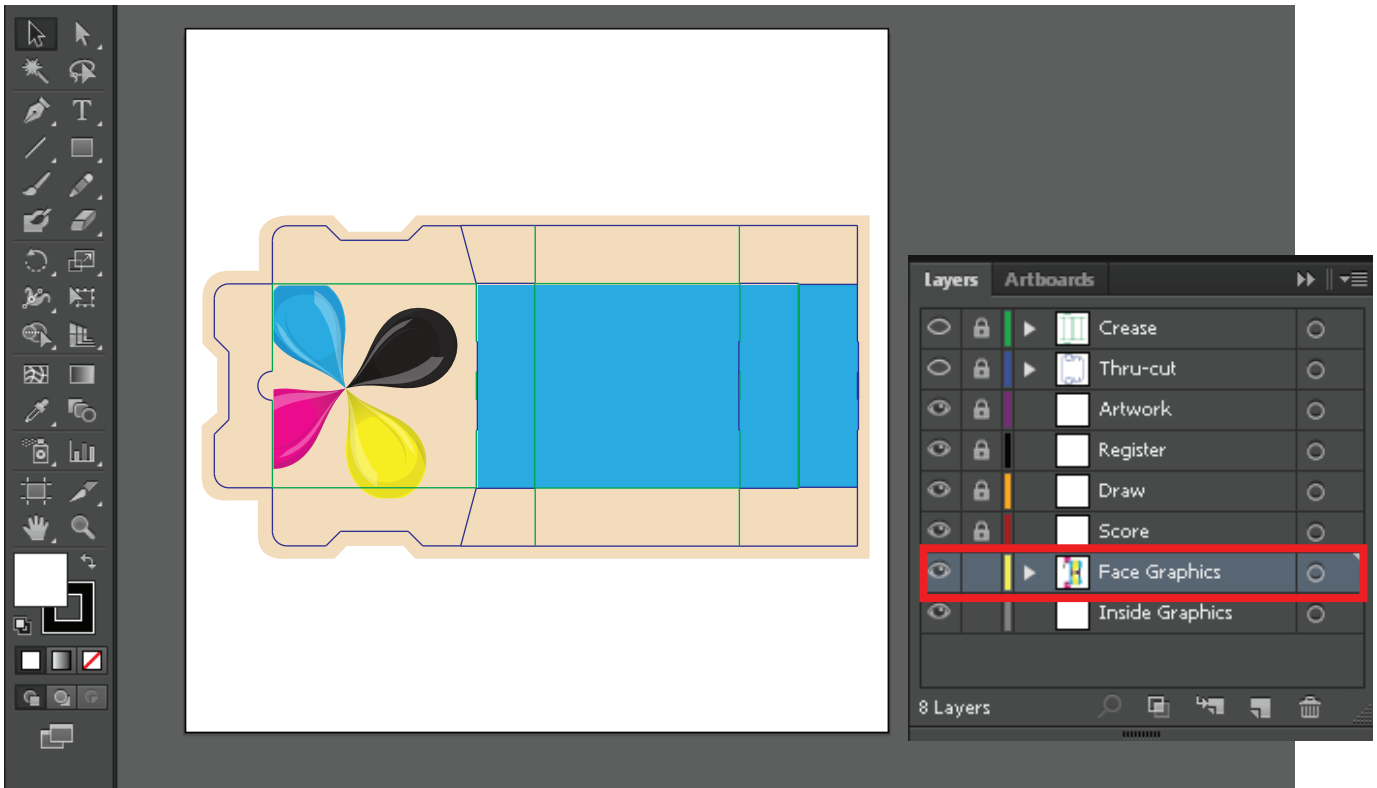 Layers Artboards
Crease
Thru-cut
Artwork
Register
Draw
Score
Face Graphics
Inside Graphics
8 Layers